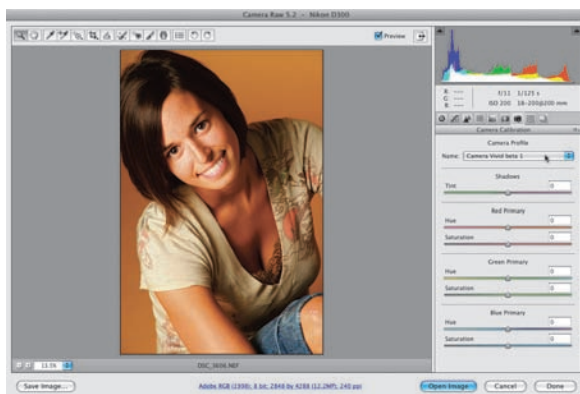 Camera Raw 5.2 - Nikon D300
Preview
R: ---
G: ---
B: ---
f/11 1/125 s
ISO 200 18-200@200 mm
Camera Calibration
Camera Profile
Name: Camera Vivid beta 1
Shadows
Tint 0
Red Primary
Hue 0
Saturation 0
Green Primary
Hue 0
Saturation 0
Blue Primary
Hue 0
Saturation 0
DSC_3606.NEF
Save Image...
Adobe RGB (1998); 8 bit; 2848 by 4288 (12.2MP); 240 ppi
Open Image
Cancel
Done